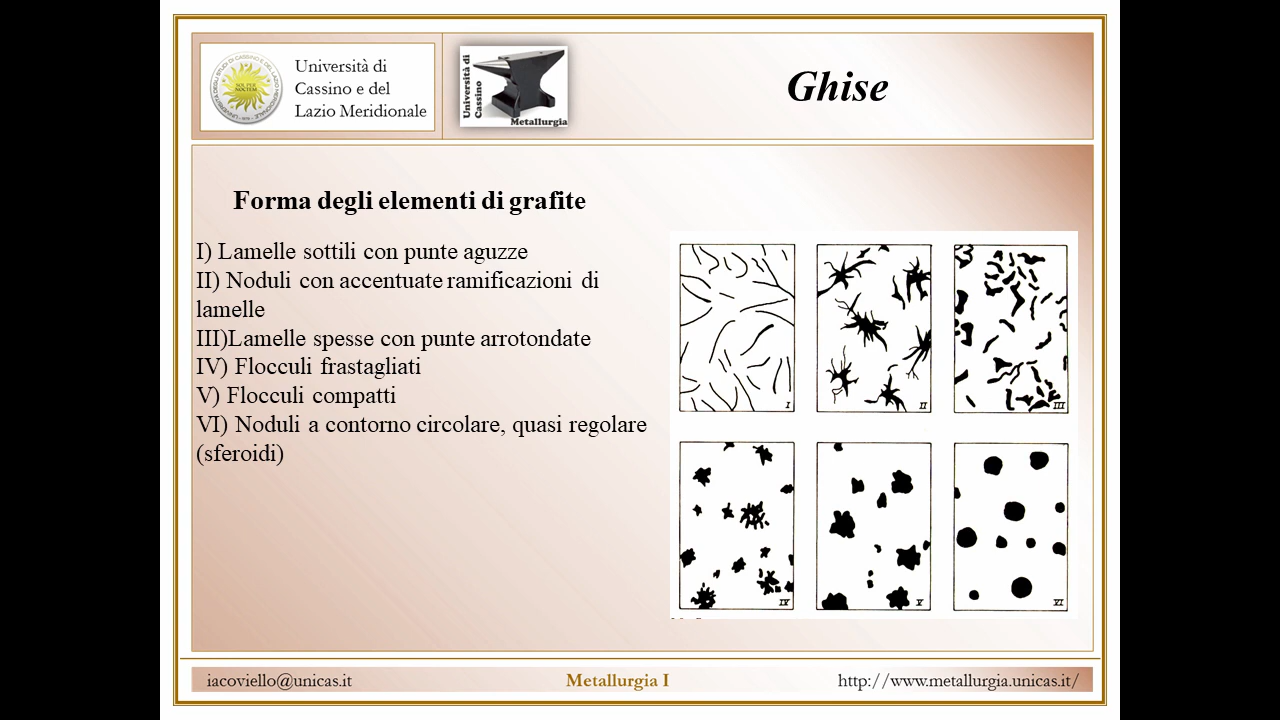 Università di
Cassino e del
Lazio Meridionale
Università di
Cassino
Metallurgia
Ghise
Forma degli elementi di grafite
I) Lamelle sottili con punte aguzze
II) Noduli con accentuate ramificazioni di
lamelle
III)Lamelle spesse con punte arrotondate
IV) Flocculi frastagliati
V) Flocculi compatti
VI) Noduli a contorno circolare, quasi regolare
(sferoidi)
I
II
III
IV
V
VI
iacoviello@unicas.it
Metallurgia I
http://www.metallurgia.unicas.it/